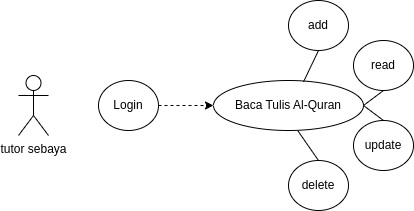 add
read
Login
Baca Tulis Al-Quran
tutor sebaya
update
delete